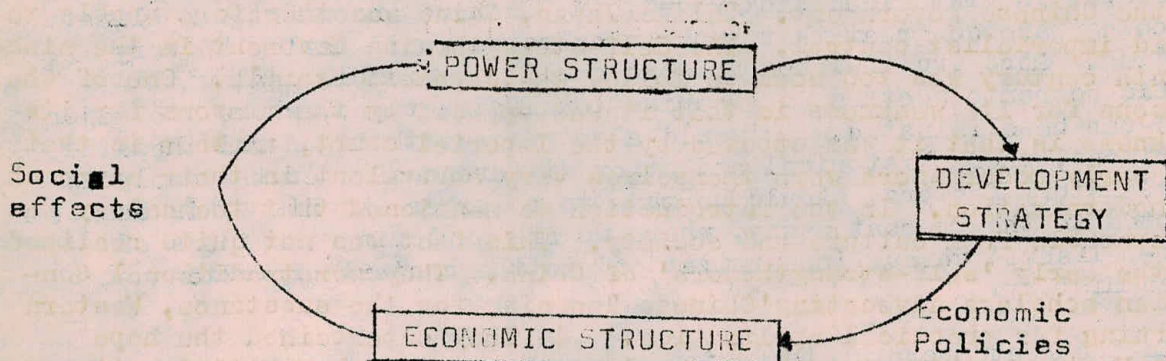 POWER STRUCTURE
Social
effects
DEVELOPMENT
STRATEGY
ECONOMIC STRUCTURE
Economic
Policies